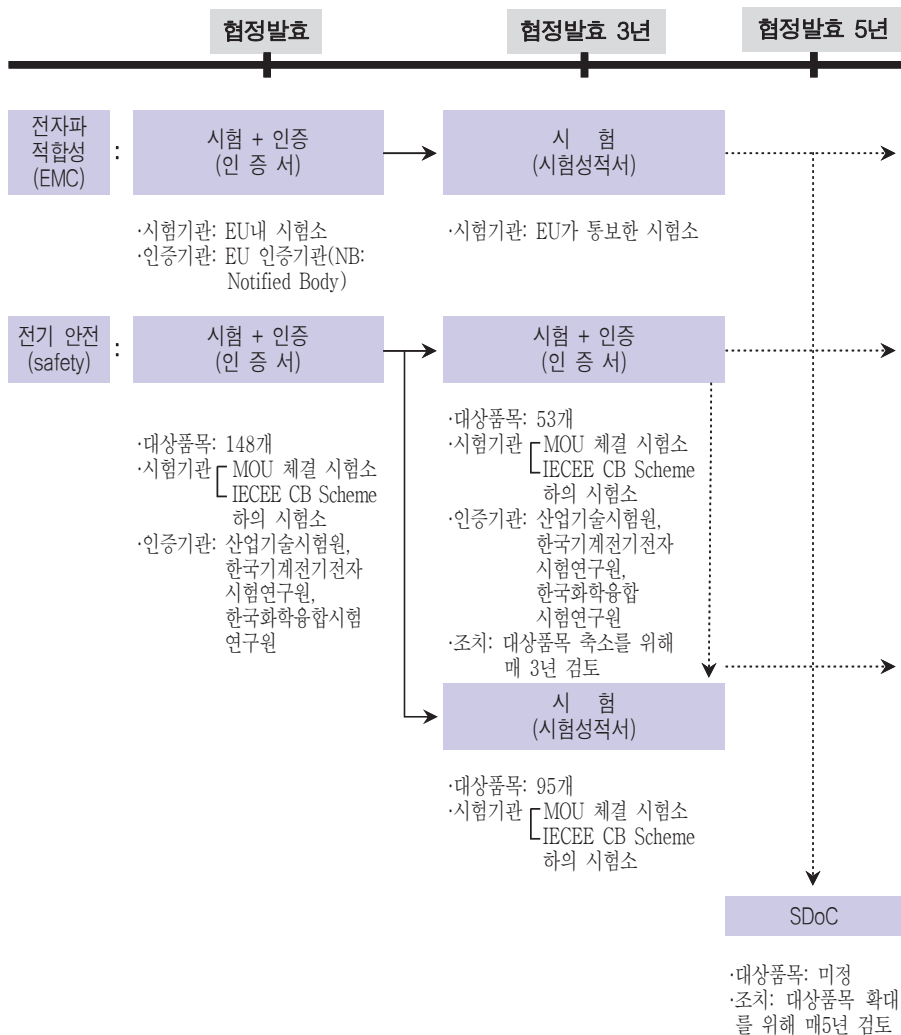 협정발효
협정발효 3년
협정발효 5년
전자파
적합성
(EMC)
:
시험 + 인증
(인 증 서)
시 험
(시험성적서)
·시험기관: EU내 시험소
·인증기관: EU 인증기관(NB:
Notified Body)
·시험기관: EU가 통보한 시험소
전기 안전
(safety)
:
시험 + 인증
(인 증 서)
시험 + 인증
(인 증 서)
·대상품목: 148개
·시험기관 MOU 체결 시험소
IECEE CB Scheme
하의 시험소
·인증기관: 산업기술시험원,
한국기계전기전자
시험연구원,
한국화학융합시험
연구원
·대상품목: 53개
·시험기관 MOU 체결 시험소
IECEE CB Scheme
하의 시험소
·인증기관: 산업기술시험원,
한국기계전기전자
시험연구원,
한국화학융합
시험연구원
·조치: 대상품목 축소를 위해
매 3년 검토
시 험
(시험성적서)
·대상품목: 95개
·시험기관 MOU 체결 시험소
IECEE CB Scheme
하의 시험소
SDoC
·대상품목: 미정
·조치: 대상품목 확대
를 위해 매5년 검토